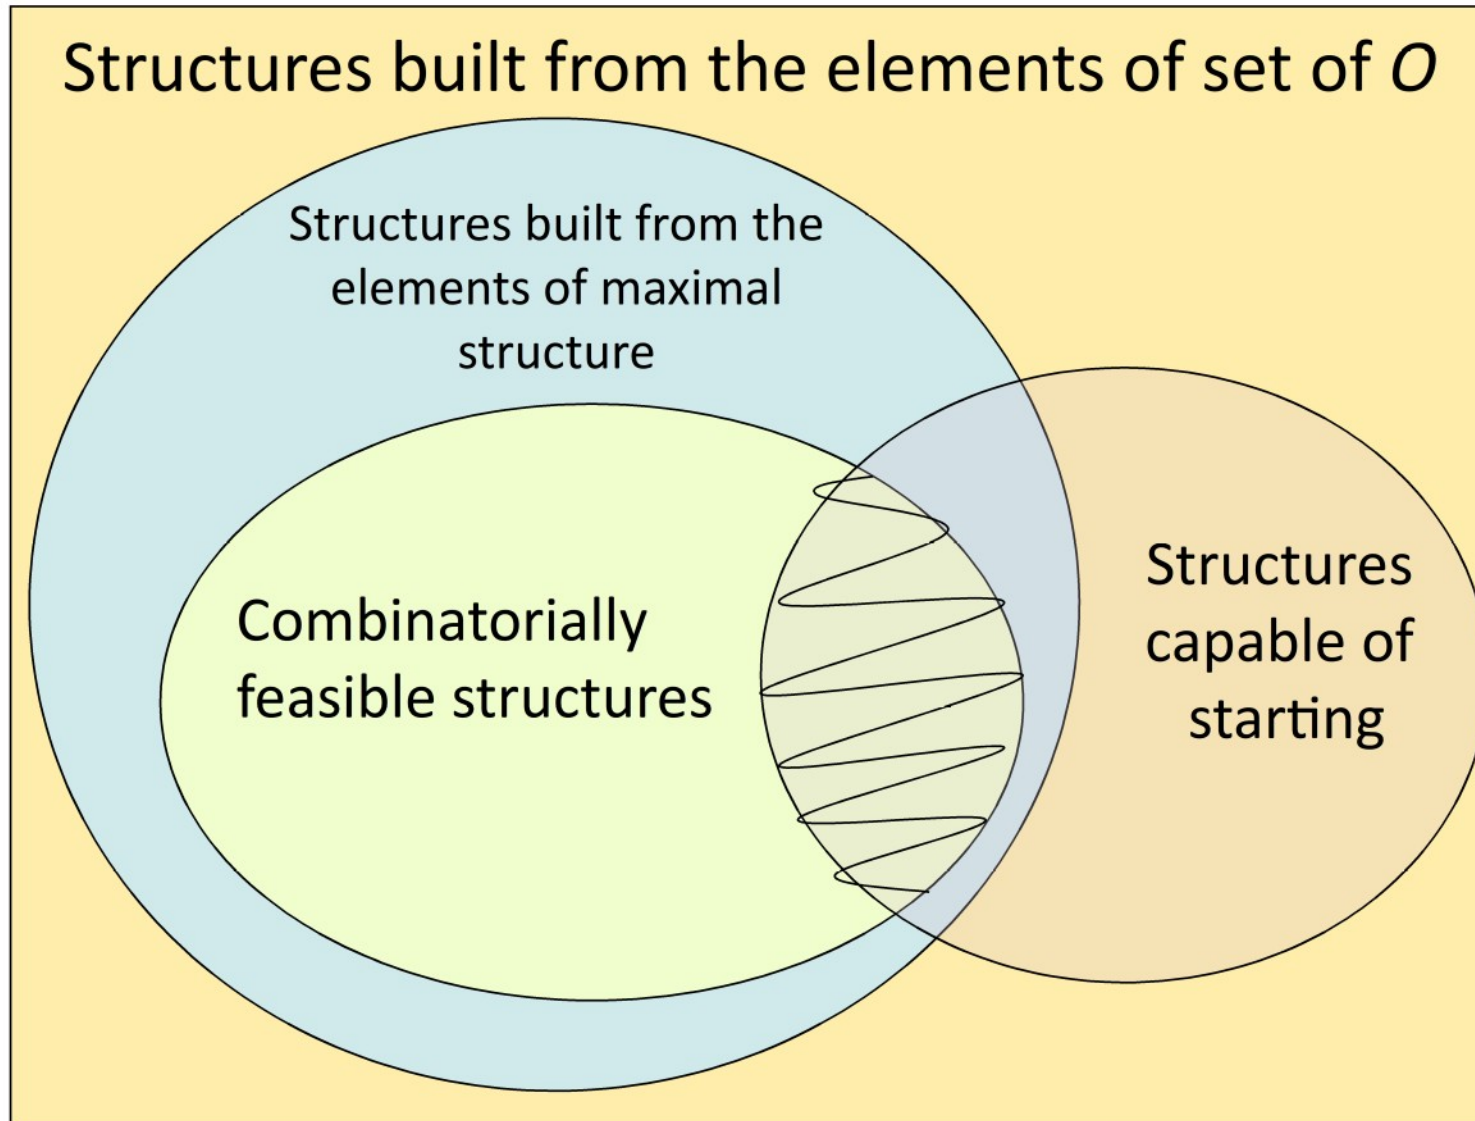 Structures built from the elements of set of O
Structures built from the
elements of maximal
structure
Combinatorially
feasible structures
Structures
capable of
starting